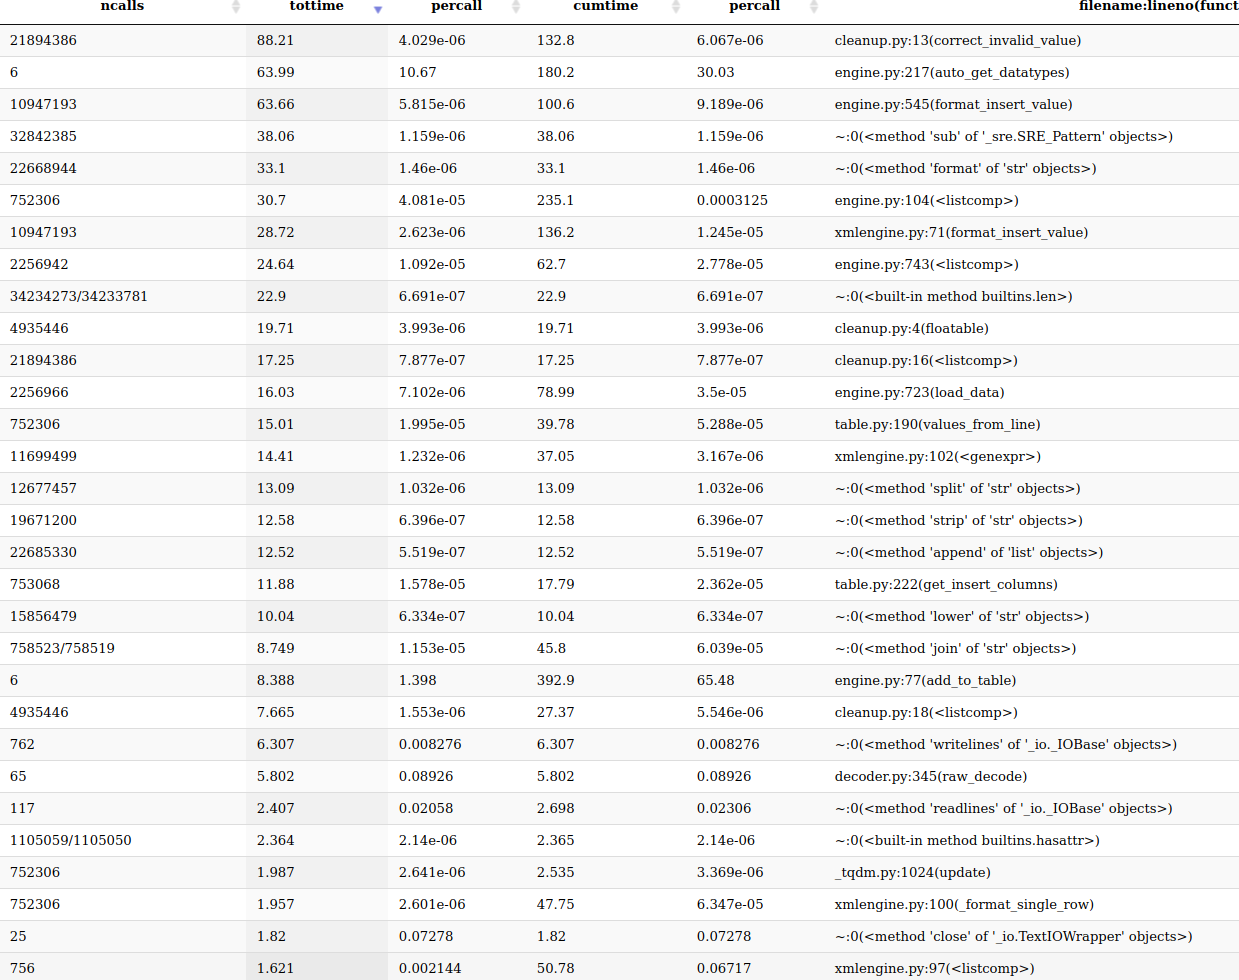 ncalls tottime percall cumtime percall filename:lineno(funct
21894386 88.21 4.029e-06 132.8 6.067e-06 cleanup.py:13(correct_invalid_value)
6 63.99 10.67 180.2 30.03 engine.py:217(auto_get_datatypes)
10947193 63.66 5.815e-06 100.6 9.189e-06 engine.py:545(format_insert_value)
32842385 38.06 1.159e-06 38.06 1.159e-06 ~:0(<method 'sub' of '_sre.SRE_Pattern' objects>)
22668944 33.1 1.46e-06 33.1 1.46e-06 ~:0(<method 'format' of 'str' objects>)
752306 30.7 4.081e-05 235.1 0.0003125 engine.py:104(<listcomp>)
10947193 28.72 2.623e-06 136.2 1.245e-05 xmlengine.py:71(format_insert_value)
2256942 24.64 1.092e-05 62.7 2.778e-05 engine.py:743(<listcomp>)
34234273/34233781 22.9 6.691e-07 22.9 6.691e-07 ~:0(<built-in method builtins.len>)
4935446 19.71 3.993e-06 19.71 3.993e-06 cleanup.py:4(floatable)
21894386 17.25 7.877e-07 17.25 7.877e-07 cleanup.py:16(<listcomp>)
2256966 16.03 7.102e-06 78.99 3.5e-05 engine.py:723(load_data)
752306 15.01 1.995e-05 39.78 5.288e-05 table.py:190(values_from_line)
11699499 14.41 1.232e-06 37.05 3.167e-06 xmlengine.py:102(<genexpr>)
12677457 13.09 1.032e-06 13.09 1.032e-06 ~:0(<method 'split' of 'str' objects>)
19671200 12.58 6.396e-07 12.58 6.396e-07 ~:0(<method 'strip' of 'str' objects>)
22685330 12.52 5.519e-07 12.52 5.519e-07 ~:0(<method 'append' of 'list' objects>)
753068 11.88 1.578e-05 17.79 2.362e-05 table.py:222(get_insert_columns)
15856479 10.04 6.334e-07 10.04 6.334e-07 ~:0(<method 'lower' of 'str' objects>)
758523/758519 8.749 1.153e-05 45.8 6.039e-05 ~:0(<method 'join' of 'str' objects>)
6 8.388 1.398 392.9 65.48 engine.py:77(add_to_table)
4935446 7.665 1.553e-06 27.37 5.546e-06 cleanup.py:18(<listcomp>)
762 6.307 0.008276 6.307 0.008276 ~:0(<method 'writelines' of '_io._IOBase' objects>)
65 5.802 0.08926 5.802 0.08926 decoder.py:345(raw_decode)
117 2.407 0.02058 2.698 0.02306 ~:0(<method 'readlines' of '_io._IOBase' objects>)
1105059/1105050 2.364 2.14e-06 2.365 2.14e-06 ~:0(<built-in method builtins.hasattr>)
752306 1.987 2.641e-06 2.535 3.369e-06 _tqdm.py:1024(update)
752306 1.957 2.601e-06 47.75 6.347e-05 xmlengine.py:100(_format_single_row)
25 1.82 0.07278 1.82 0.07278 ~:0(<method 'close' of '_io.TextIOWrapper' objects>)
756 1.621 0.002144 50.78 0.06717 xmlengine.py:97(<listcomp>)